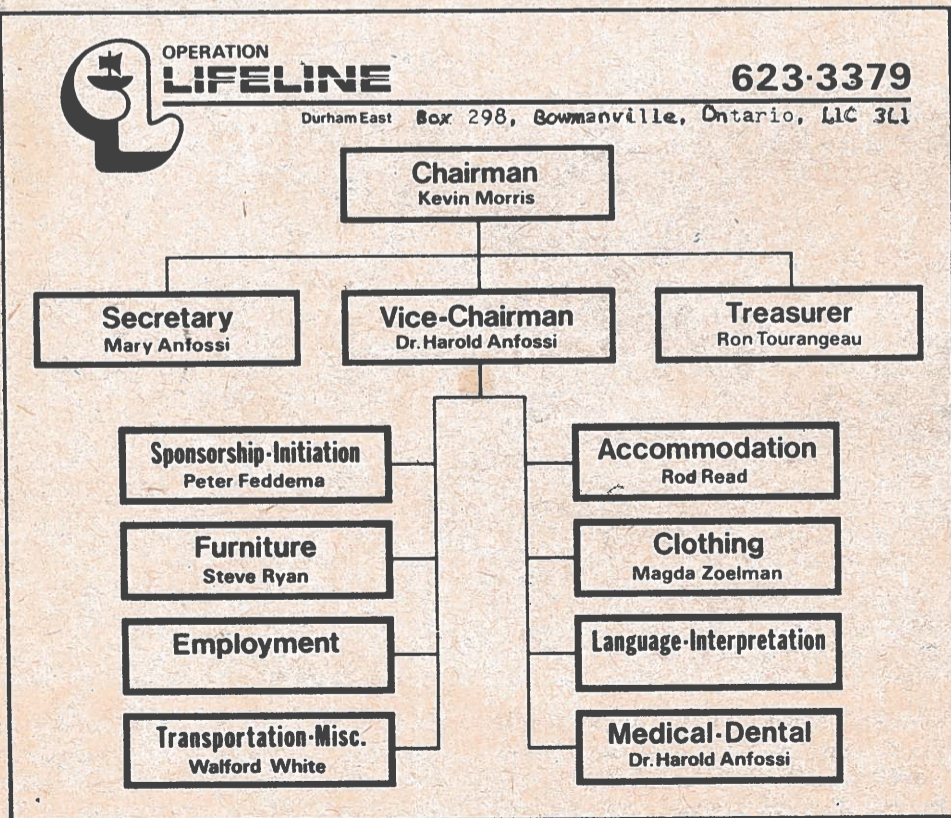 OPERATION
LIFELINE
623·3379
Durham East Box 298, Bowmanville, Ontario, L1C 3L1
Chairman
Kevin Morris
Secretary
Mary Anfossi
Vice-Chairman
Dr. Harold Anfossi
Treasurer
Ron Tourangeau
Sponsorship-Initiation
Peter Feddema
Accommodation
Rod Read
Furniture
Steve Ryan
Clothing
Magda Zoelman
Employment
Language-Interpretation
Transportation-Misc.
Walford White
Medical-Dental
Dr. Harold Anfossi